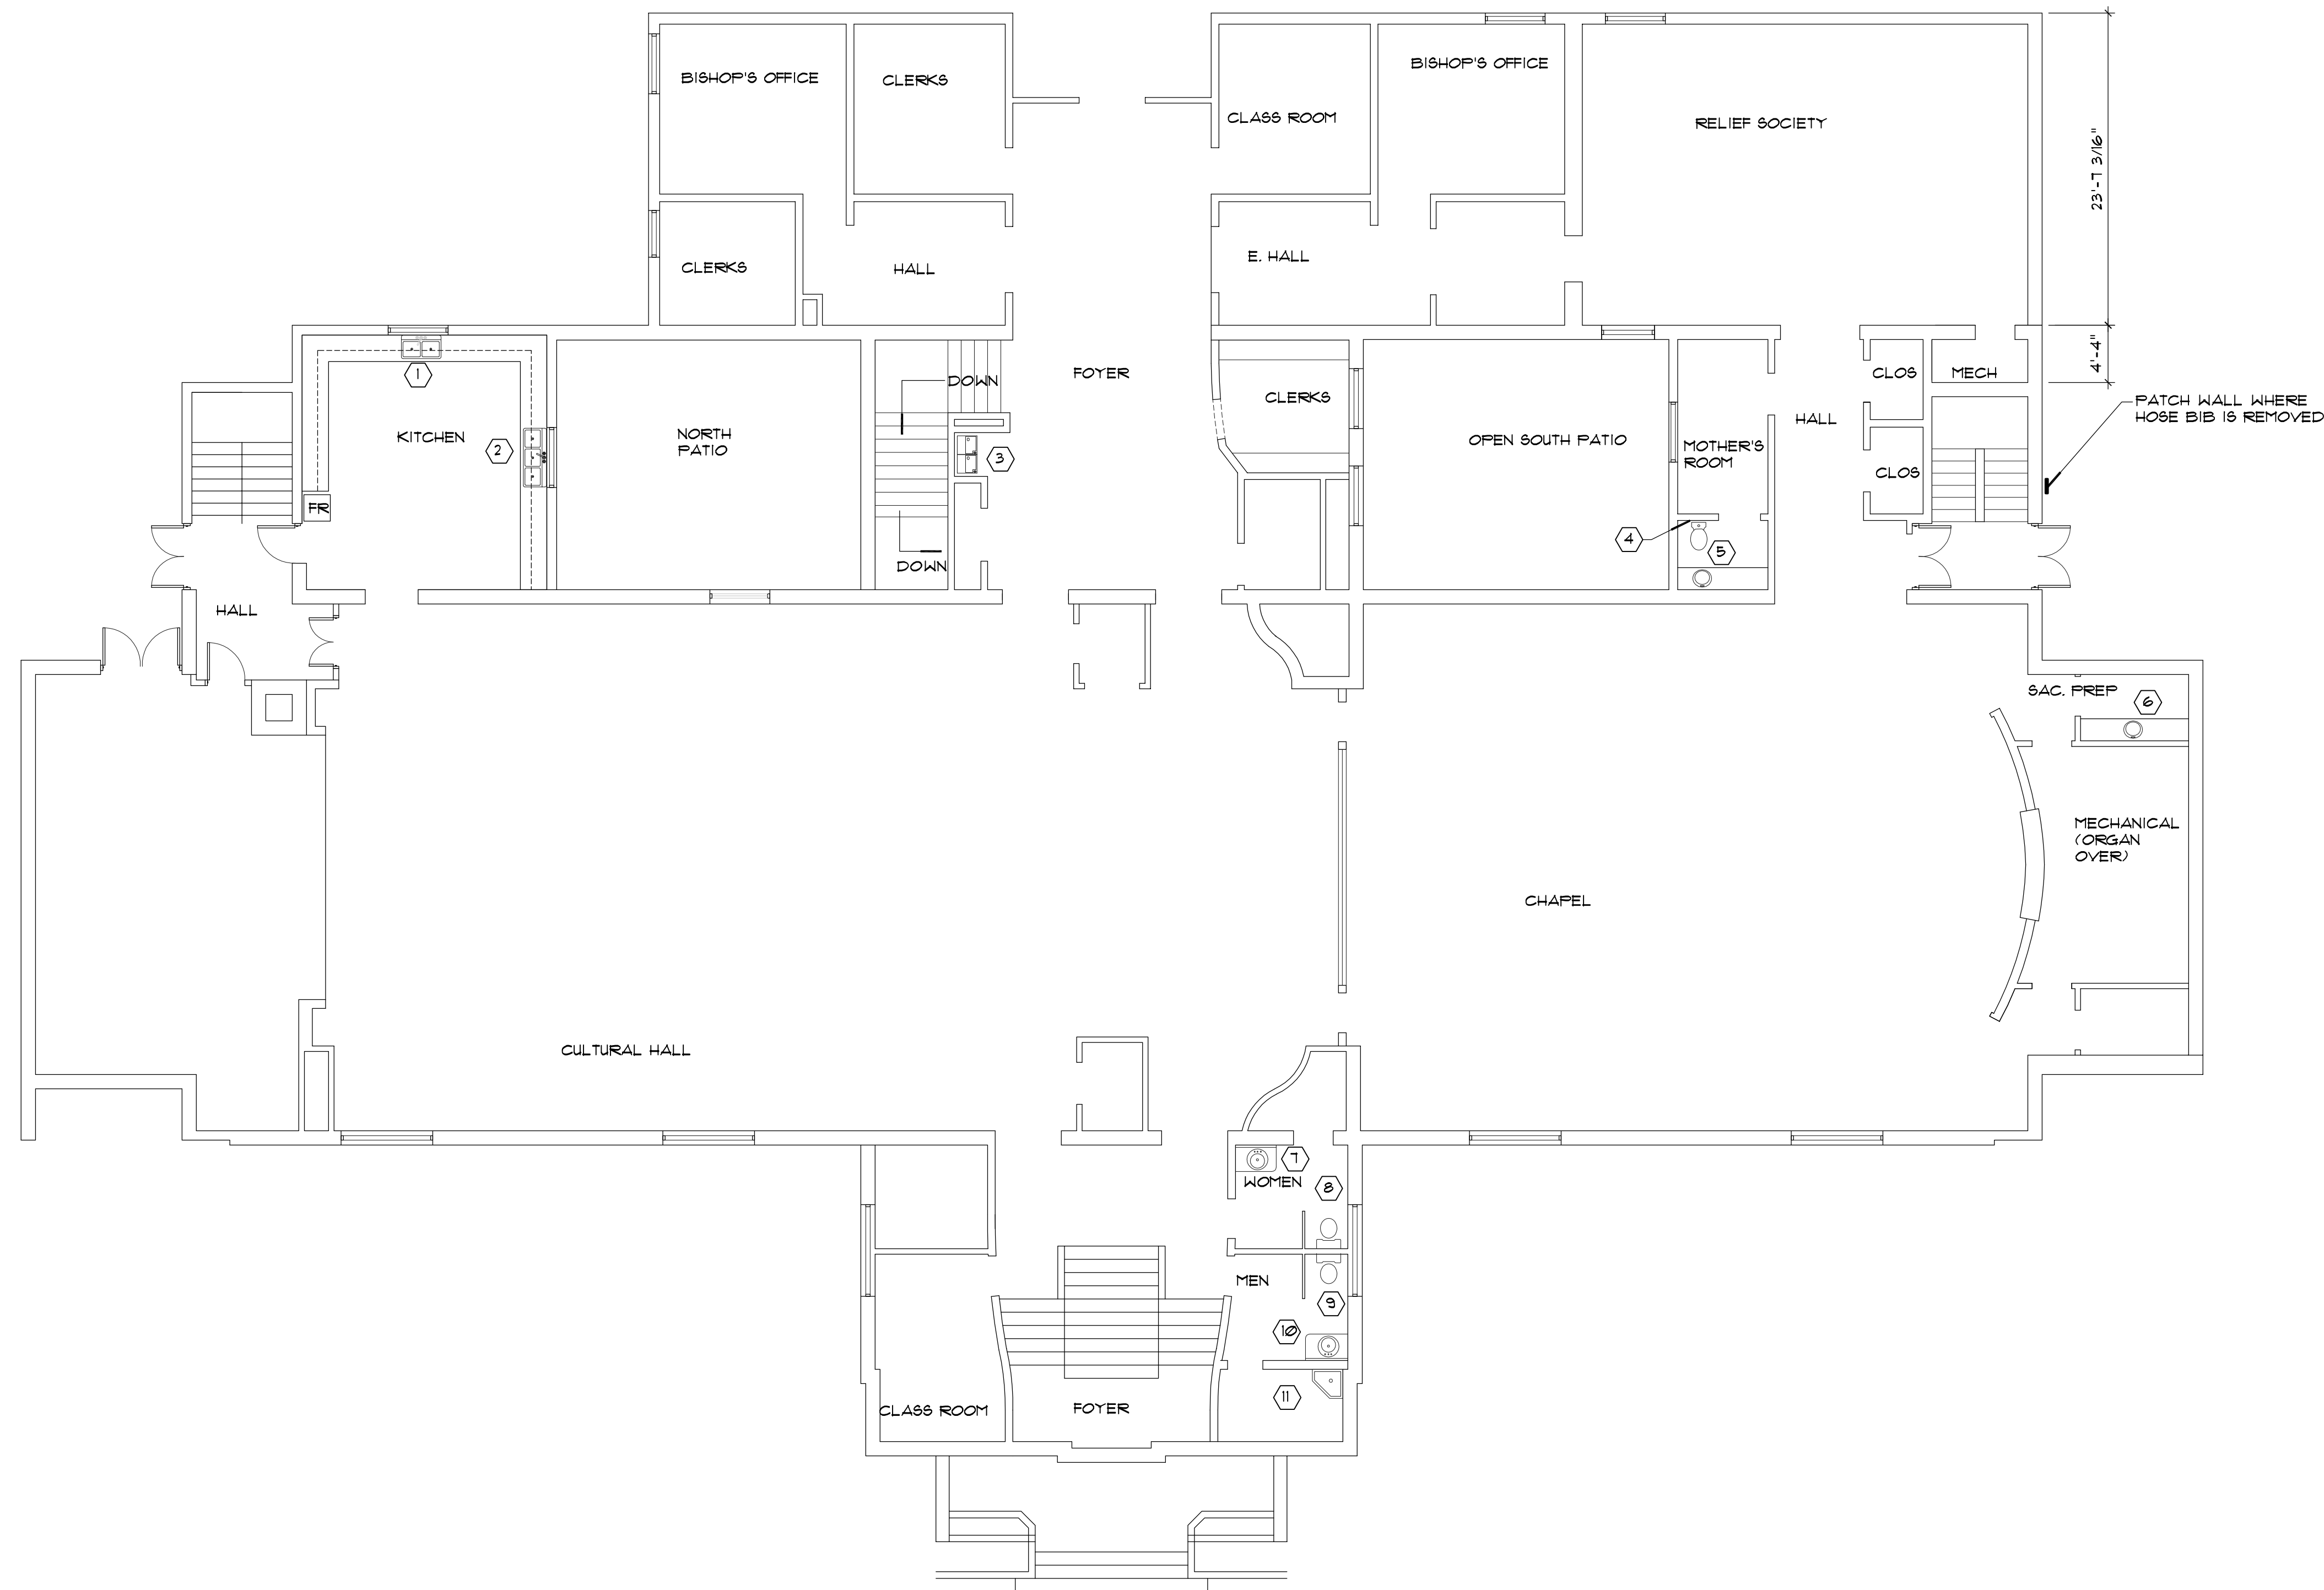 BISHOP'S OFFICE
CLERKS
CLASS ROOM
BISHOP'S OFFICE
RELIEF SOCIETY
23'-7 3/16"
CLERKS
HALL
E. HALL
4'-4"
1
KITCHEN
2
FR
NORTH
PATIO
DOWN
DOWN
3
FOYER
CLERKS
OPEN SOUTH PATIO
MOTHER'S
ROOM
4
5
HALL
CLOS
MECH
CLOS
PATCH WALL WHERE
HOSE BIB IS REMOVED
HALL
SAC. PREP
6
MECHANICAL
(ORGAN
OVER)
CHAPEL
CULTURAL HALL
7
WOMEN
8
MEN
9
10
11
CLASS ROOM
FOYER